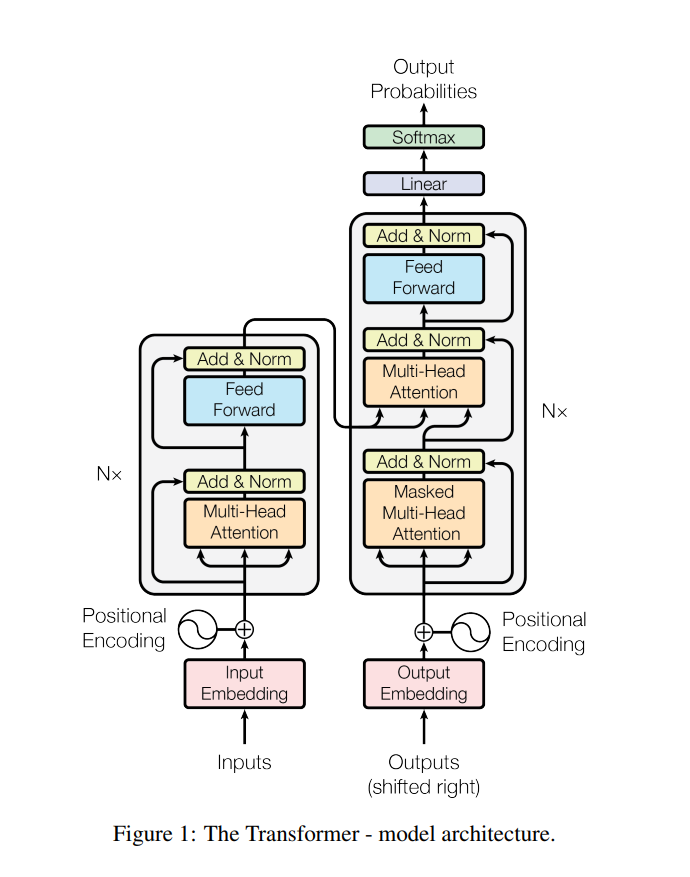 Output
Probabilities
Softmax
Linear
Add & Norm
Feed
Forward
Add & Norm
Multi-Head
Attention
Add & Norm
Masked
Multi-Head
Attention
N×
Add & Norm
Feed
Forward
Add & Norm
Multi-Head
Attention
N×
Positional
Encoding
Positional
Encoding
Input
Embedding
Output
Embedding
Inputs
Outputs
(shifted right)
Figure 1: The Transformer - model architecture.